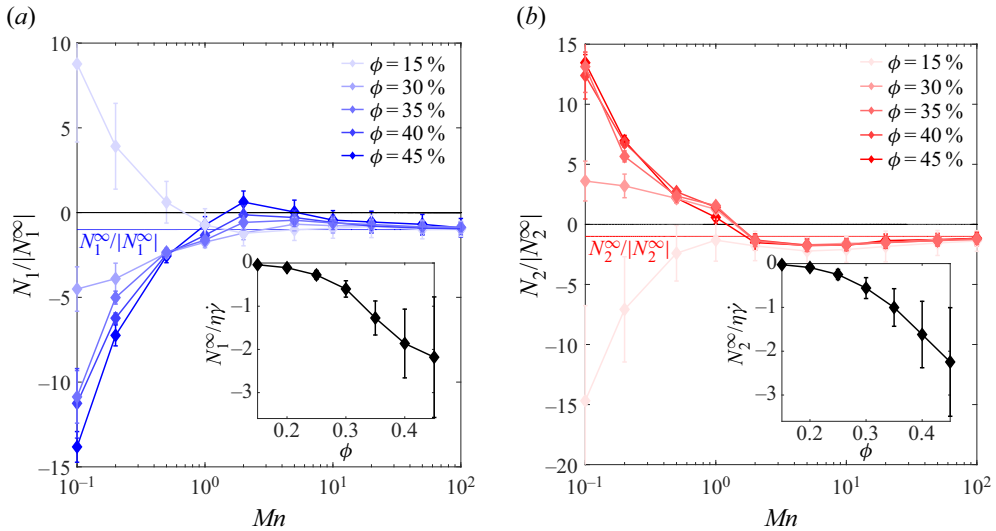 (a)
10
5
0
−5
−10
−15
N₁/|N₁^∞|
ϕ = 15 %
ϕ = 30 %
ϕ = 35 %
ϕ = 40 %
ϕ = 45 %
N₁^∞/|N₁^∞|
0
−1
−2
−3
N₁^∞/ηγ̇
0.2 0.3 0.4
ϕ
10⁻¹ 10⁰ 10¹ 10²
Mn
(b)
15
10
5
0
−5
−10
−15
−20
N₂/|N₂^∞|
ϕ = 15 %
ϕ = 30 %
ϕ = 35 %
ϕ = 40 %
ϕ = 45 %
N₂^∞/|N₂^∞|
0
−1
−2
−3
N₂^∞/ηγ̇
0.2 0.3 0.4
ϕ
10⁻¹ 10⁰ 10¹ 10²
Mn